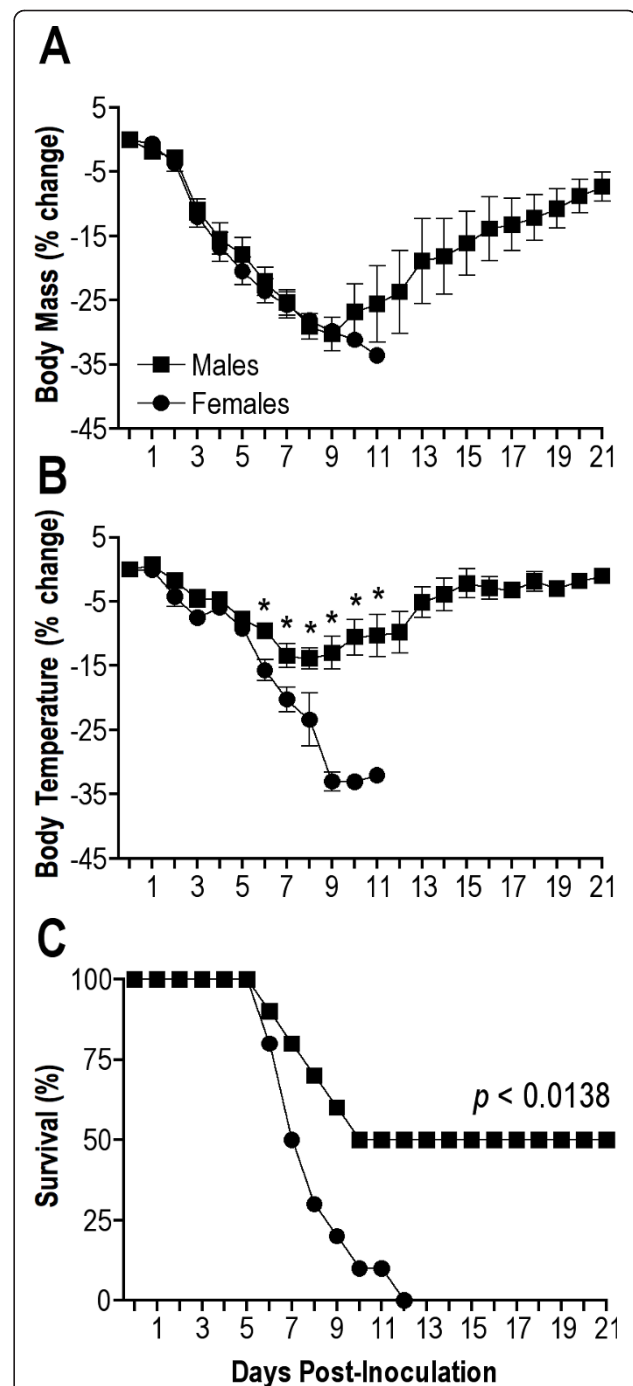 A
Body Mass (% change)
5
-5
-15
-25
-35
-45
Males
Females
1 3 5 7 9 11 13 15 17 19 21
B
Body Temperature (% change)
5
-5
-15
-25
-35
-45
* * * * * *
1 3 5 7 9 11 13 15 17 19 21
C
Survival (%)
100
75
50
25
0
p < 0.0138
1 3 5 7 9 11 13 15 17 19 21
Days Post-Inoculation